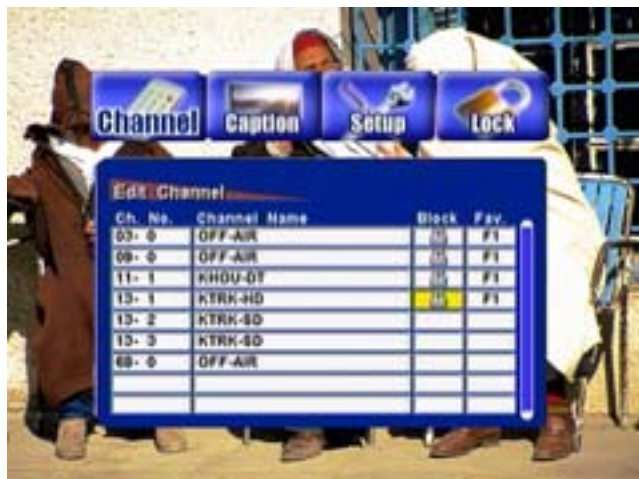 Channel Caption Setup Lock
Edit Channel
Ch. No. Channel Name Block Fav.
03- 0 OFF-AIR F1
09- 0 OFF-AIR F1
11- 1 KHOU-DT F1
13- 1 KTRK-HD F1
13- 2 KTRK-SD
13- 3 KTRK-SD
68- 0 OFF-AIR